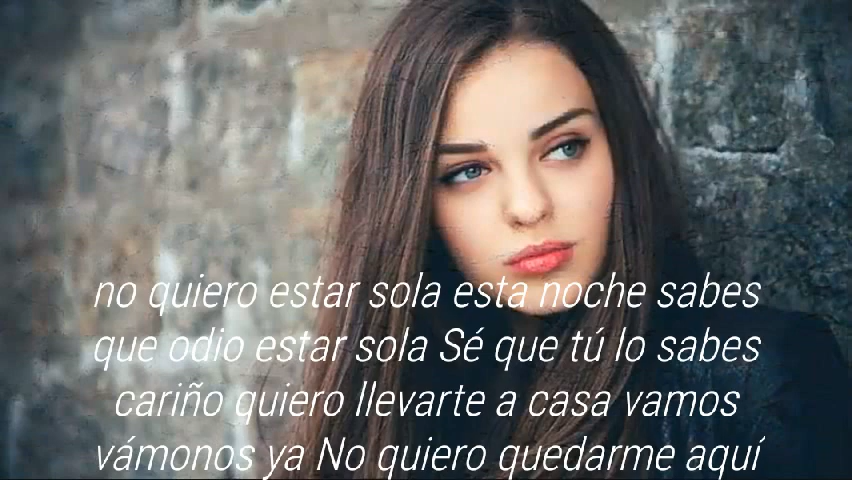 no quiero estar sola esta noche sabes
que odio estar sola Sé que tú lo sabes
cariño quiero llevarte a casa vamos
vámonos ya No quiero quedarme aquí